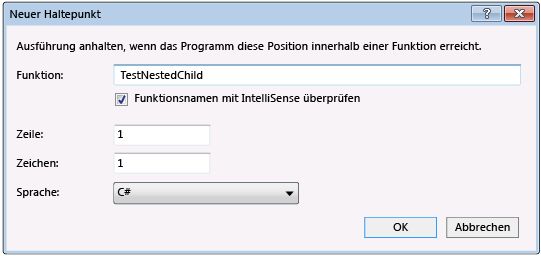 Neuer Haltepunkt
Ausführung anhalten, wenn das Programm diese Position innerhalb einer Funktion erreicht.
Funktion: TestNestedChild
Funktionsnamen mit IntelliSense überprüfen
Zeile: 1
Zeichen: 1
Sprache: C#
OK Abbrechen